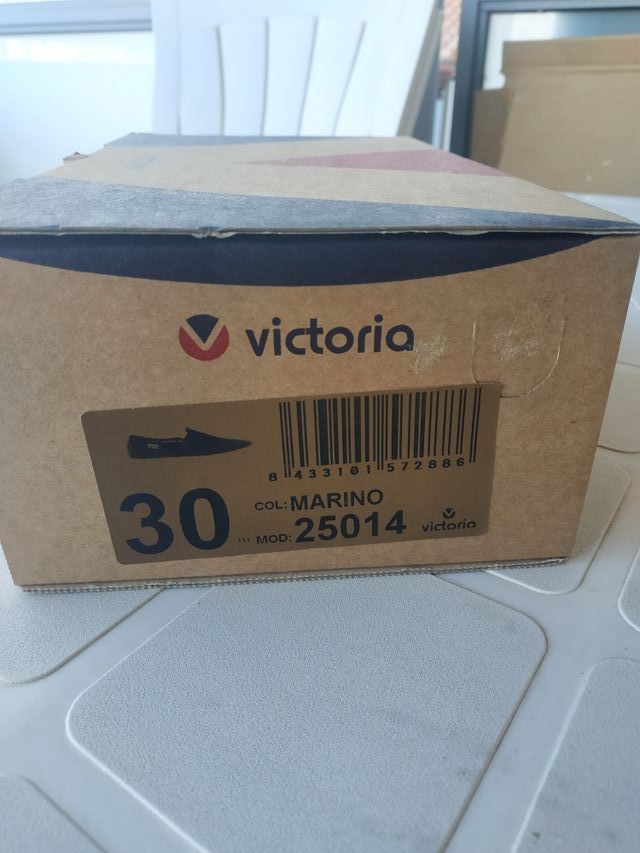 victoria
8 433101 572886
30 COL: MARINO
MOD: 25014 victoria